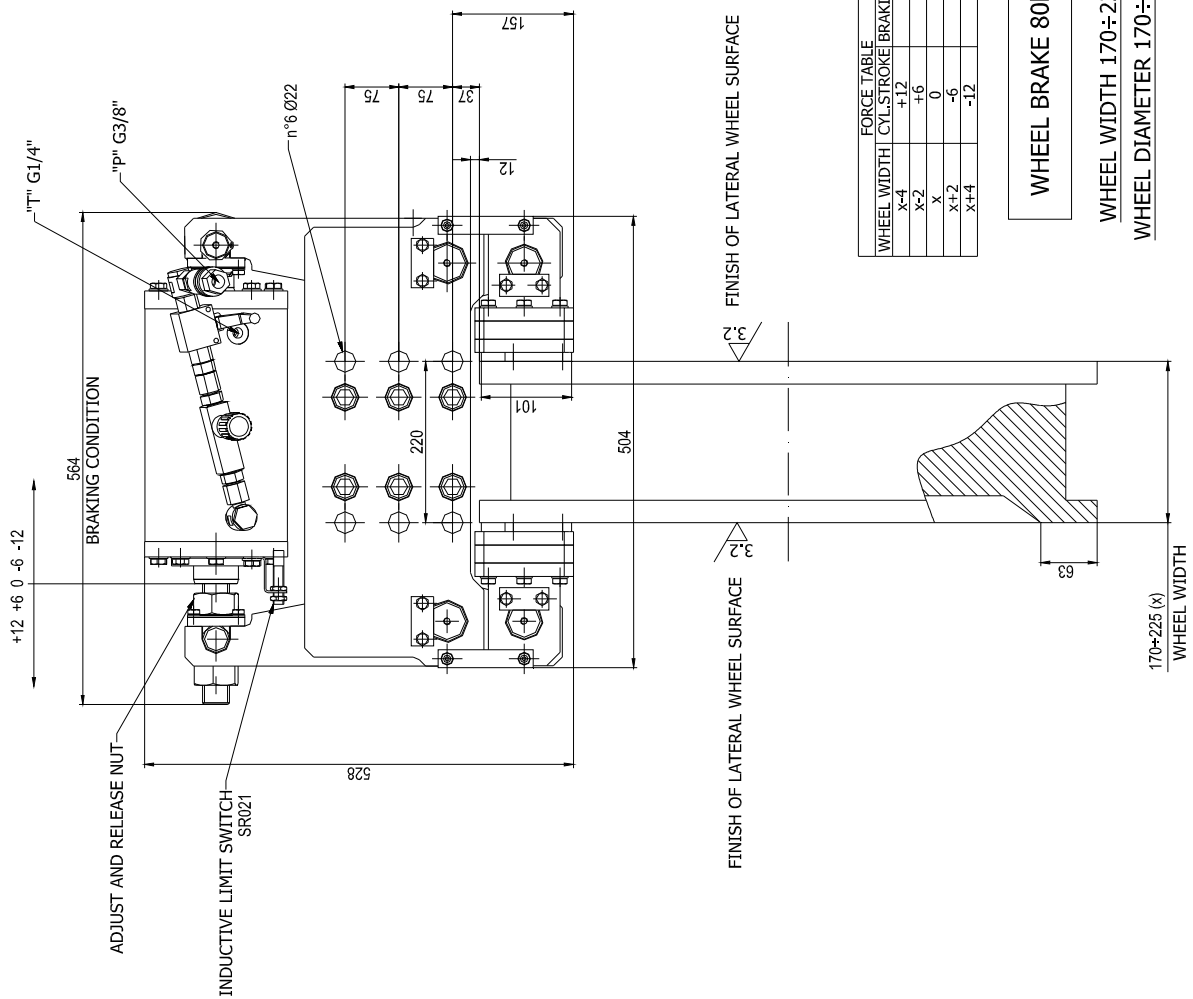 "T" G1/4"
"P" G3/8"
n°6 Ø22
+12 +6 0 -6 -12
564
BRAKING CONDITION
ADJUST AND RELEASE NUT
INDUCTIVE LIMIT SWITCH
SR021
528
157
75
75
37
12
220
101
504
FINISH OF LATERAL WHEEL SURFACE
3.2
FINISH OF LATERAL WHEEL SURFACE
3.2
63
170÷225 (x)
WHEEL WIDTH
FORCE TABLE
WHEEL WIDTH CYL.STROKE
x-4 +12
x-2 +6
x 0
x+2 -6
x+4 -12
WHEEL BRAKE
WHEEL WIDTH
WHEEL DIAMETER